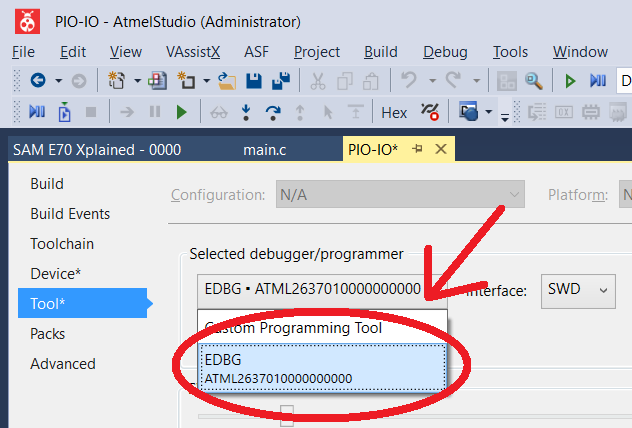 PIO-IO - AtmelStudio (Administrator)
File Edit View VAssistX ASF Project Build Debug Tools Window
D
Hex
SAM E70 Xplained - 0000 main.c PIO-IO*
Build
Build Events
Toolchain
Device*
Tool*
Packs
Advanced
Configuration: N/A Platform: N
Selected debugger/programmer
EDBG • ATML2637010000000000 Interface: SWD
Custom Programming Tool
EDBG
ATML2637010000000000